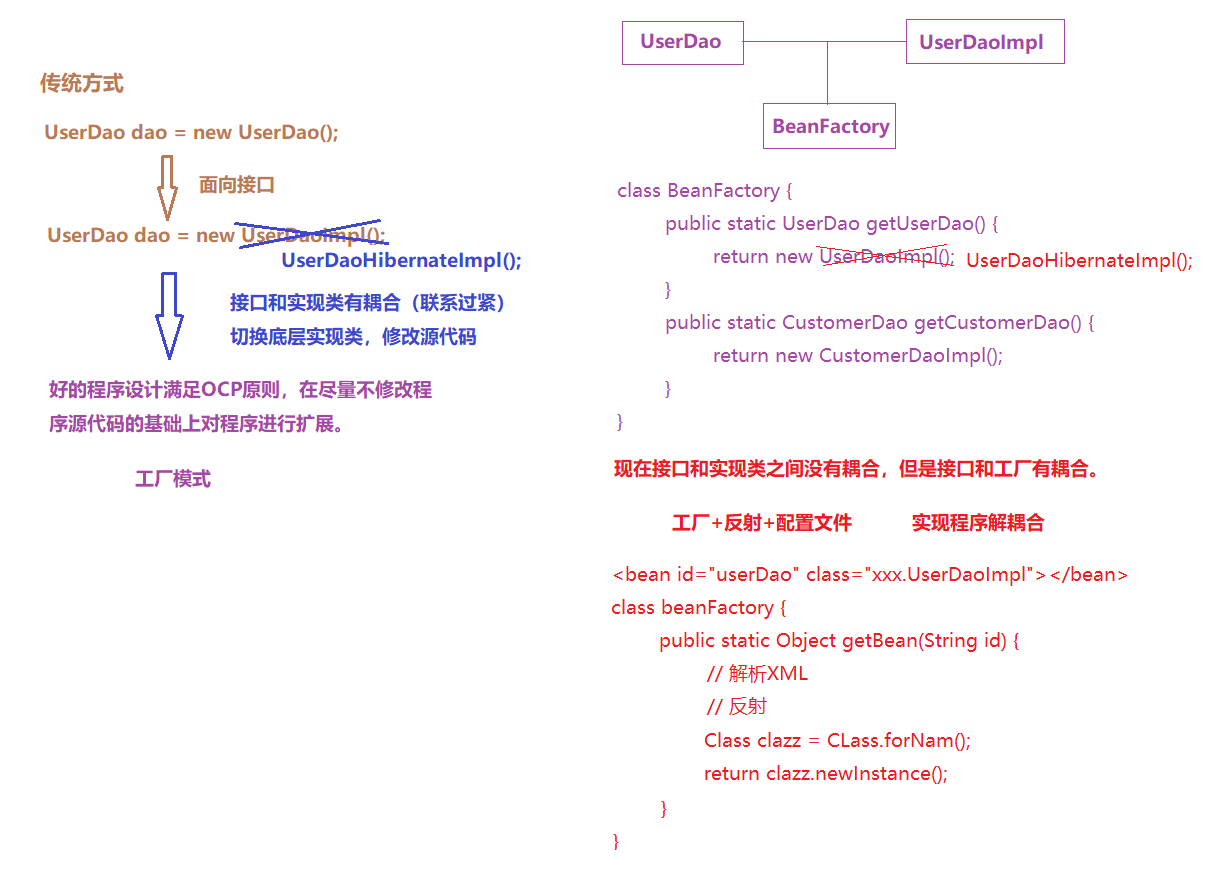 传统方式
UserDao dao = new UserDao();
面向接口
UserDao dao = new UserDaoImpl();
UserDaoHibernateImpl();
接口和实现类有耦合（联系过紧）
切换底层实现类，修改源代码
好的程序设计满足OCP原则，在尽量不修改程
序源代码的基础上对程序进行扩展。
工厂模式
UserDao
UserDaoImpl
BeanFactory
class BeanFactory {
public static UserDao getUserDao() {
return new UserDaoImpl(); UserDaoHibernateImpl();
}
public static CustomerDao getCustomerDao() {
return new CustomerDaoImpl();
}
}
现在接口和实现类之间没有耦合，但是接口和工厂有耦合。
工厂+反射+配置文件 实现程序解耦合
<bean id="userDao" class="xxx.UserDaoImpl"></bean>
class beanFactory {
public static Object getBean(String id) {
// 解析XML
// 反射
Class clazz = CLass.forNam();
return clazz.newInstance();
}
}